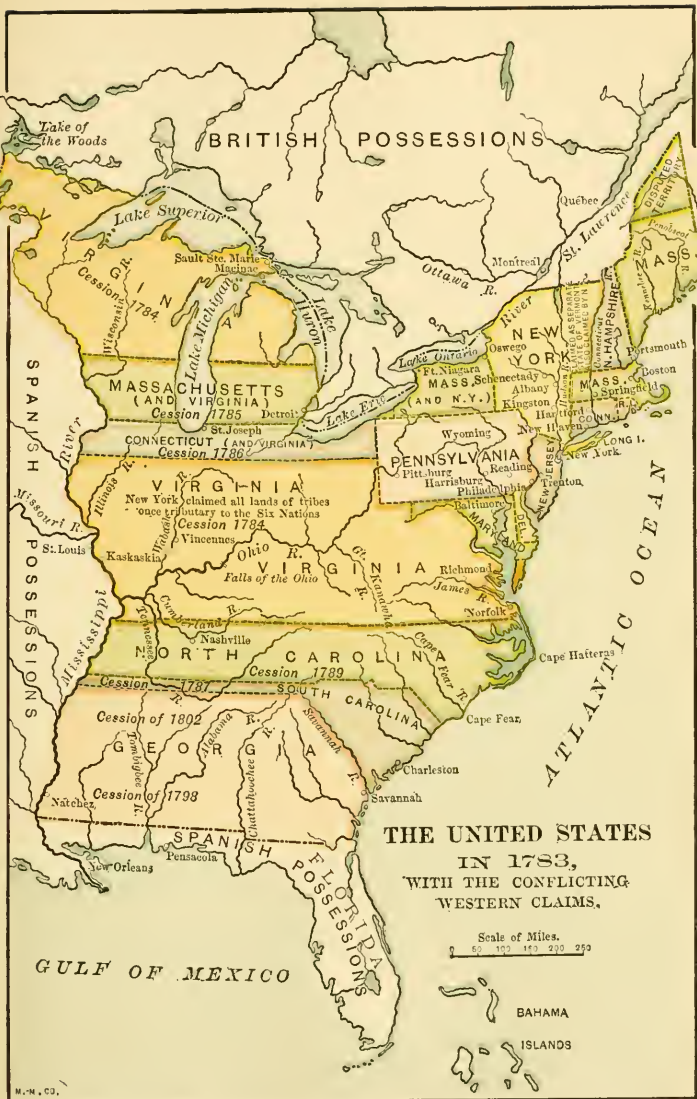 Lake of
the Woods
BRITISH POSSESSIONS
Lake Superior
Québec
DISPUTED
TERRITORY
Penobscot
St. Lawrence
River
Montreal
Ottawa R.
Sault Ste. Marie
Macinac
VIRGINIA
Cession 1784
Wisconsin R.
Lake Michigan
Lake
Huron
MASS.
Kennebec R.
N. HAMPSHIRE
Connecticut R.
Hudson R.
Portsmouth
Lake Ontario
Oswego
NEW
YORK
Ft. Niagara
MASS.
(AND N.Y.)
Schenectady
Albany
Kingston
MASS.
Boston
Springfield
Hartford
CONN.
R.I.
New Haven
LONG I.
New York
MASSACHUSETTS
(AND VIRGINIA)
Cession 1785
Detroit
Lake Erie
St. Joseph
CONNECTICUT (AND VIRGINIA)
Cession 1786
Wyoming
PENNSYLVANIA
Pittsburg
Reading
Harrisburg
Philadelphia
Trenton
NEW JERSEY
Baltimore
MARYLAND
DEL.
SPANISH POSSESSIONS
River
Illinois R.
VIRGINIA
New York claimed all lands of tribes
once tributary to the Six Nations
Cession 1784
Missouri R.
St. Louis
Wabash R.
Vincennes
Kaskaskia
Ohio R.
Falls of the Ohio
VIRGINIA
Gt. Kanawha R.
Richmond
James R.
Norfolk
Mississippi
Tennessee
R.
Cumberland R.
Nashville
NORTH CAROLINA
Cession 1789
Cape Fear R.
Cape Hatteras
Cession 1787
SOUTH CAROLINA
Cape Fear
Cession of 1802
GEORGIA
Alabama R.
Tombigbee R.
Chattahoochee R.
Savannah R.
Charleston
Savannah
Cession of 1798
Natchez
SPANISH
POSSESSIONS
FLORIDA
New Orleans
Pensacola
ATLANTIC OCEAN
GULF OF MEXICO
THE UNITED STATES
IN 1783,
WITH THE CONFLICTING
WESTERN CLAIMS.
Scale of Miles.
0 50 100 150 200 250
BAHAMA
ISLANDS
M.-N. CO.